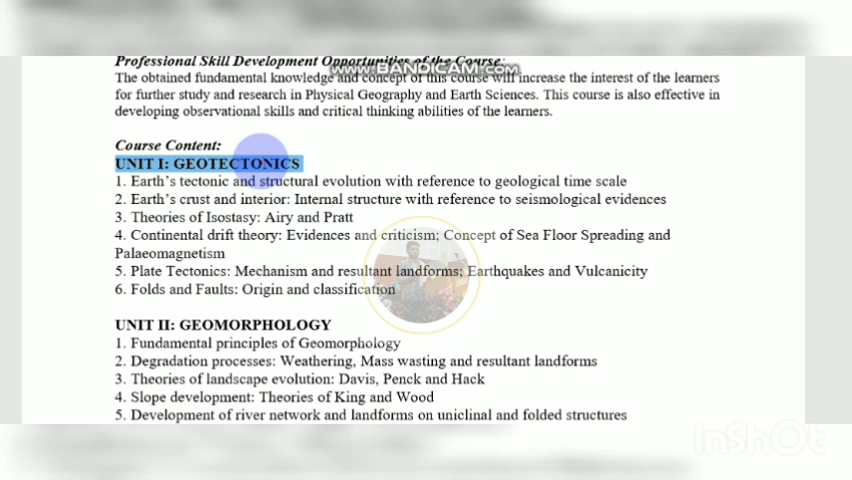 Professional Skill Development Opportunities of the Course:
www.BANDICAM.com
The obtained fundamental knowledge and concept of this course will increase the interest of the learners
for further study and research in Physical Geography and Earth Sciences. This course is also effective in
developing observational skills and critical thinking abilities of the learners.
Course Content:
UNIT I: GEOTECTONICS
1. Earth's tectonic and structural evolution with reference to geological time scale
2. Earth's crust and interior: Internal structure with reference to seismological evidences
3. Theories of Isostasy: Airy and Pratt
4. Continental drift theory: Evidences and criticism; Concept of Sea Floor Spreading and
Palaeomagnetism
5. Plate Tectonics: Mechanism and resultant landforms; Earthquakes and Vulcanicity
6. Folds and Faults: Origin and classification
UNIT II: GEOMORPHOLOGY
1. Fundamental principles of Geomorphology
2. Degradation processes: Weathering, Mass wasting and resultant landforms
3. Theories of landscape evolution: Davis, Penck and Hack
4. Slope development: Theories of King and Wood
5. Development of river network and landforms on uniclinal and folded structures
InShOt